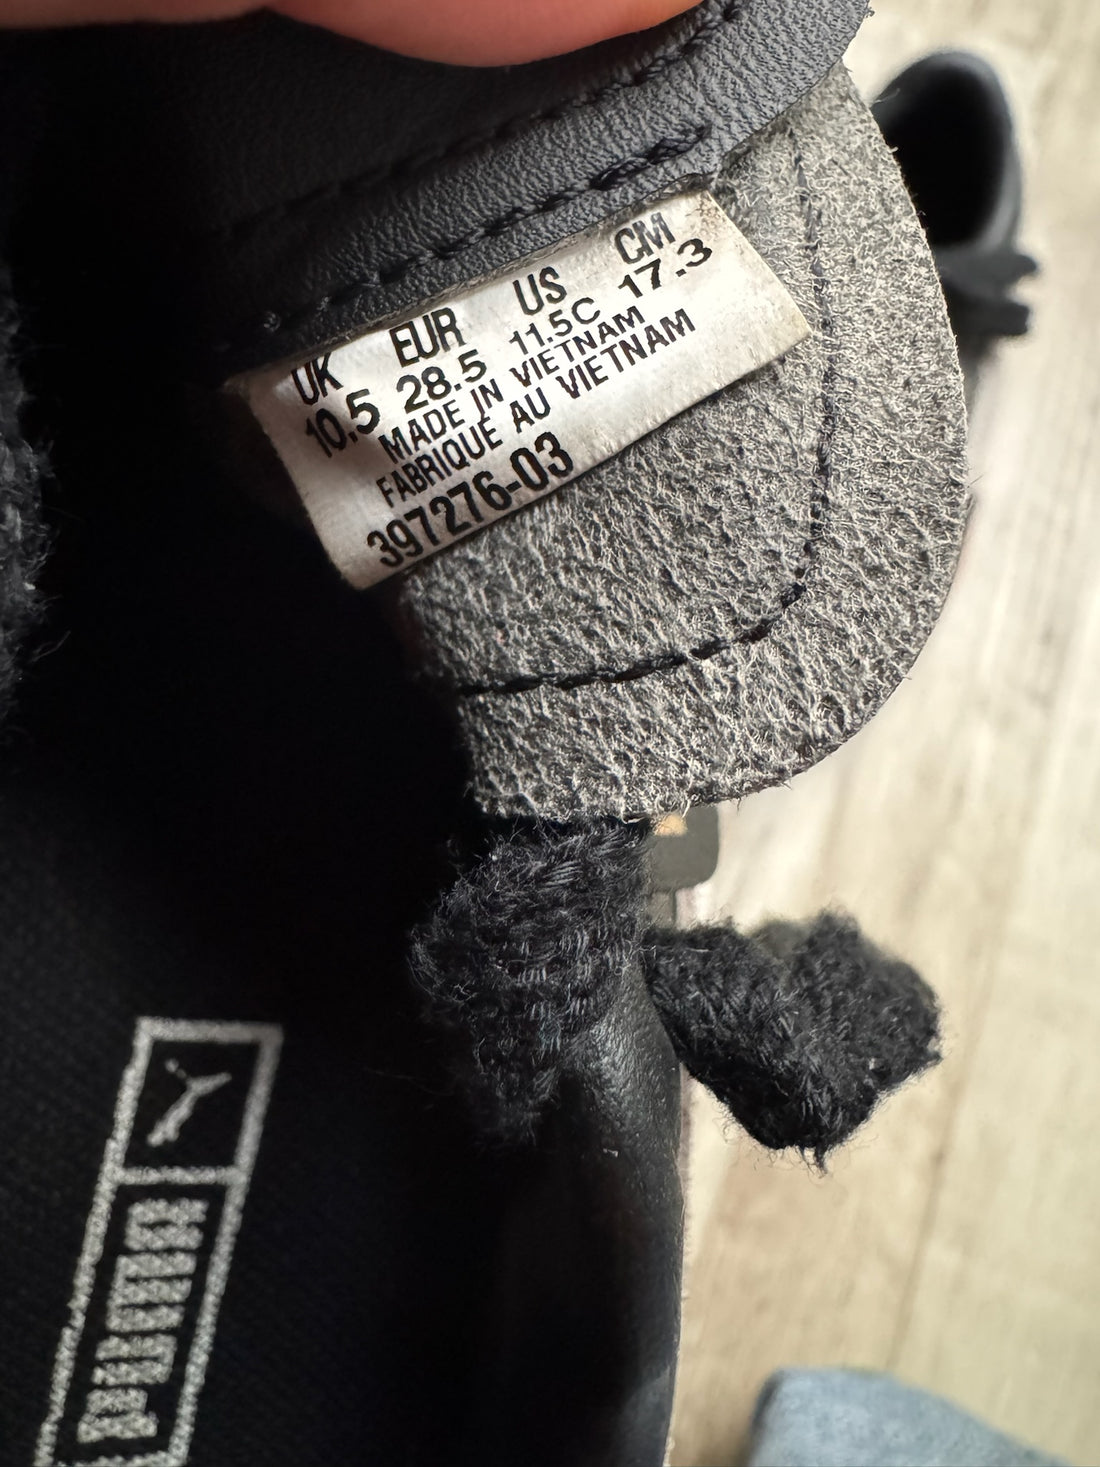 UK EUR US CM
10.5 28.5 11.5C 17.3
MADE IN VIETNAM
FABRIQUÉ AU VIETNAM
397276-03
PUMA